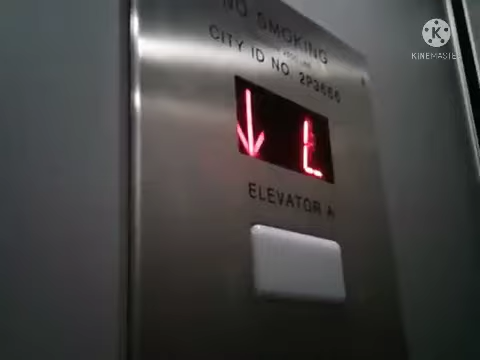 NO SMOKING
CITY ID NO. 2P3666
↓ L
ELEVATOR A
K
KINEMASTER